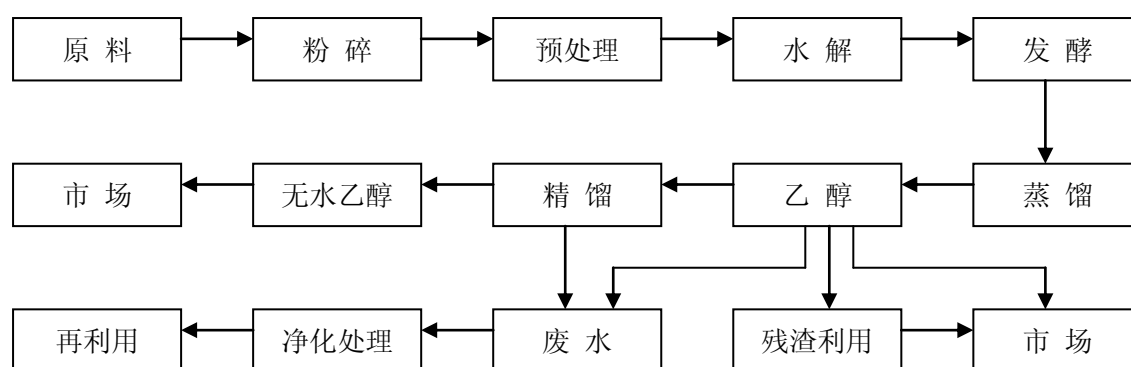 原 料 粉 碎 预处理 水 解 发 酵
市 场 无水乙醇 精 馏 乙 醇 蒸 馏
再利用 净化处理 废 水 残渣利用 市 场